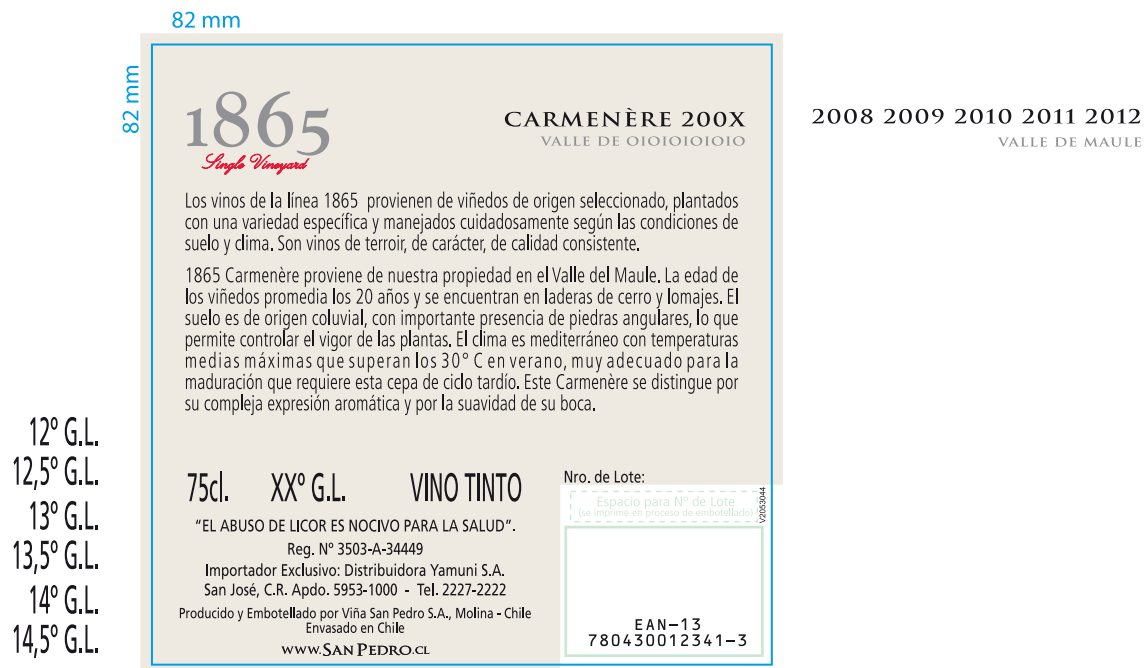 82 mm
82 mm
1865
Single Vineyard
CARMENÈRE 200X
VALLE DE OIOIOIOIOIO
2008 2009 2010 2011 2012
VALLE DE MAULE
Los vinos de la línea 1865 provienen de viñedos de origen seleccionado, plantados
con una variedad específica y manejados cuidadosamente según las condiciones de
suelo y clima. Son vinos de terroir, de carácter, de calidad consistente.
1865 Carmenère proviene de nuestra propiedad en el Valle del Maule. La edad de
los viñedos promedia los 20 años y se encuentran en laderas de cerro y lomajes. El
suelo es de origen coluvial, con importante presencia de piedras angulares, lo que
permite controlar el vigor de las plantas. El clima es mediterráneo con temperaturas
medias máximas que superan los 30° C en verano, muy adecuado para la
maduración que requiere esta cepa de ciclo tardío. Este Carmenère se distingue por
su compleja expresión aromática y por la suavidad de su boca.
12º G.L.
12,5º G.L.
13º G.L.
13,5º G.L.
14º G.L.
14,5º G.L.
75cl. XXº G.L. VINO TINTO
"EL ABUSO DE LICOR ES NOCIVO PARA LA SALUD".
Reg. Nº 3503-A-34449
Importador Exclusivo: Distribuidora Yamuni S.A.
San José, C.R. Apdo. 5953-1000 - Tel. 2227-2222
Producido y Embotellado por Viña San Pedro S.A., Molina - Chile
Envasado en Chile
WWW.SAN PEDRO.CL
Nro. de Lote:
Espacio para Nº de Lote
(se imprime en proceso de embotellado)
V2053044
EAN-13
780430012341-3